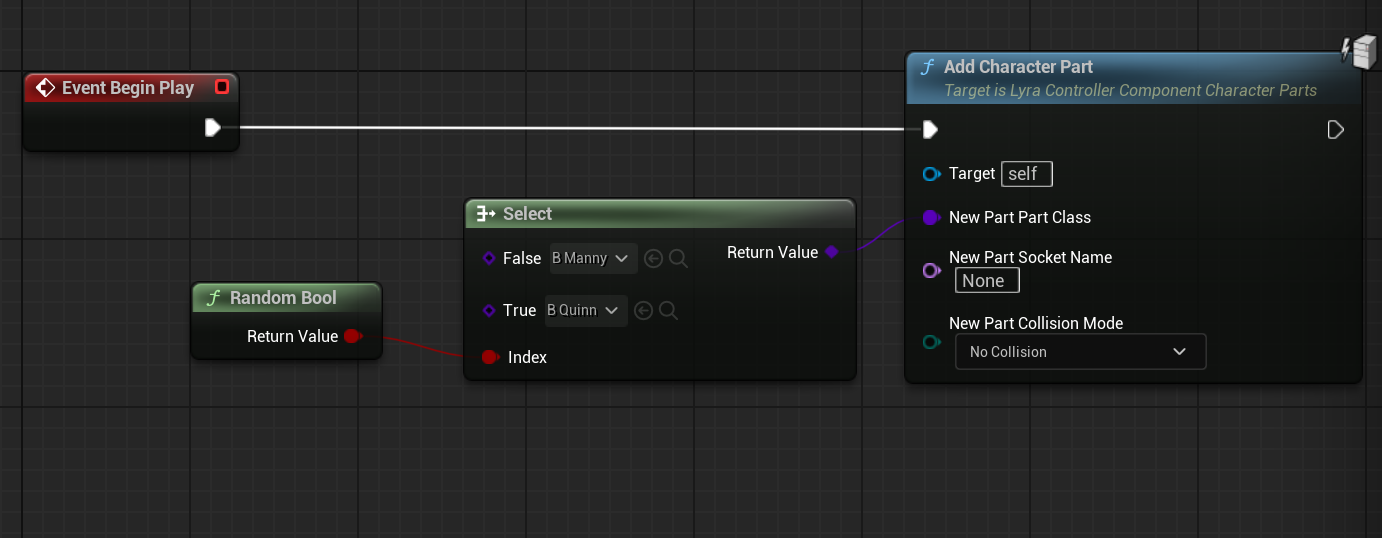 Event Begin Play
Add Character Part
Target is Lyra Controller Component Character Parts
Target self
New Part Part Class
New Part Socket Name
None
New Part Collision Mode
No Collision
Select
False B Manny
Return Value
True B Quinn
Index
Random Bool
Return Value